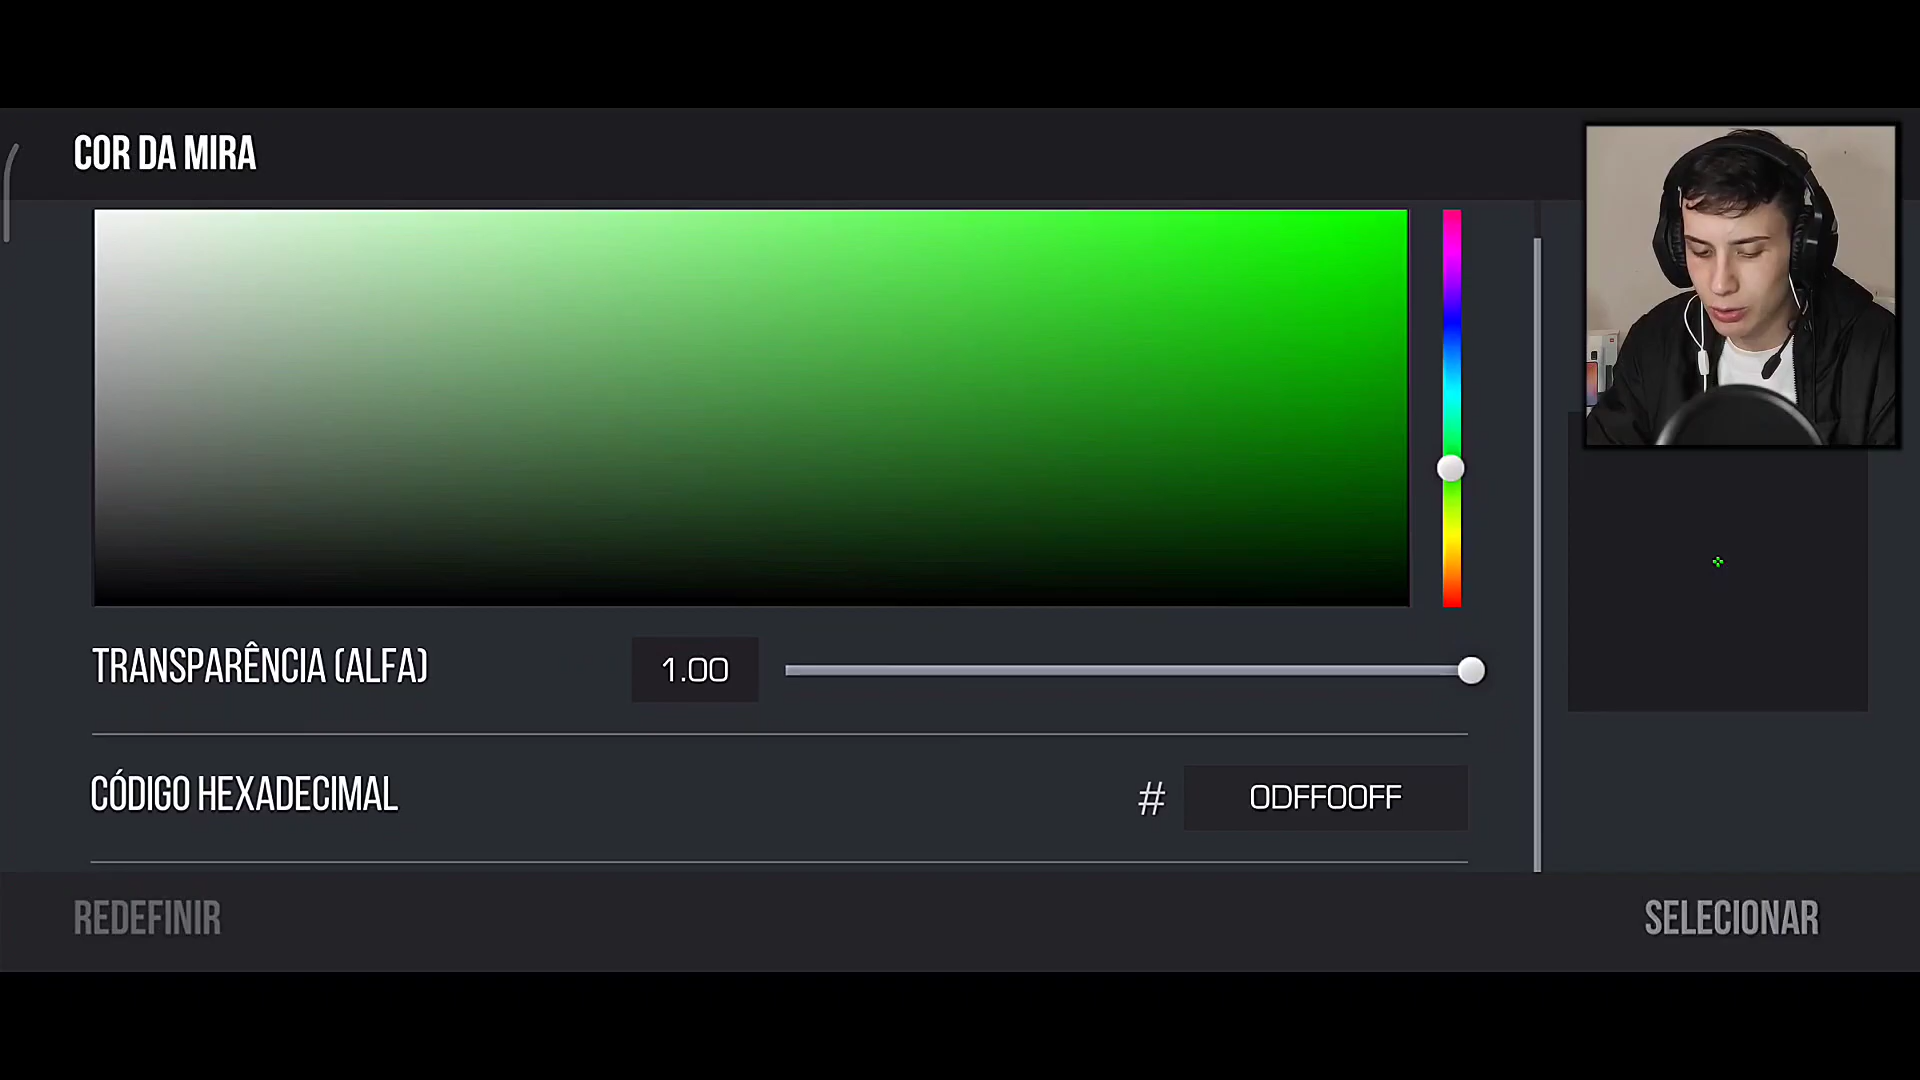 COR DA MIRA
TRANSPARÊNCIA (ALFA)
1.00
CÓDIGO HEXADECIMAL
# 0DFF00FF
REDEFINIR
SELECIONAR